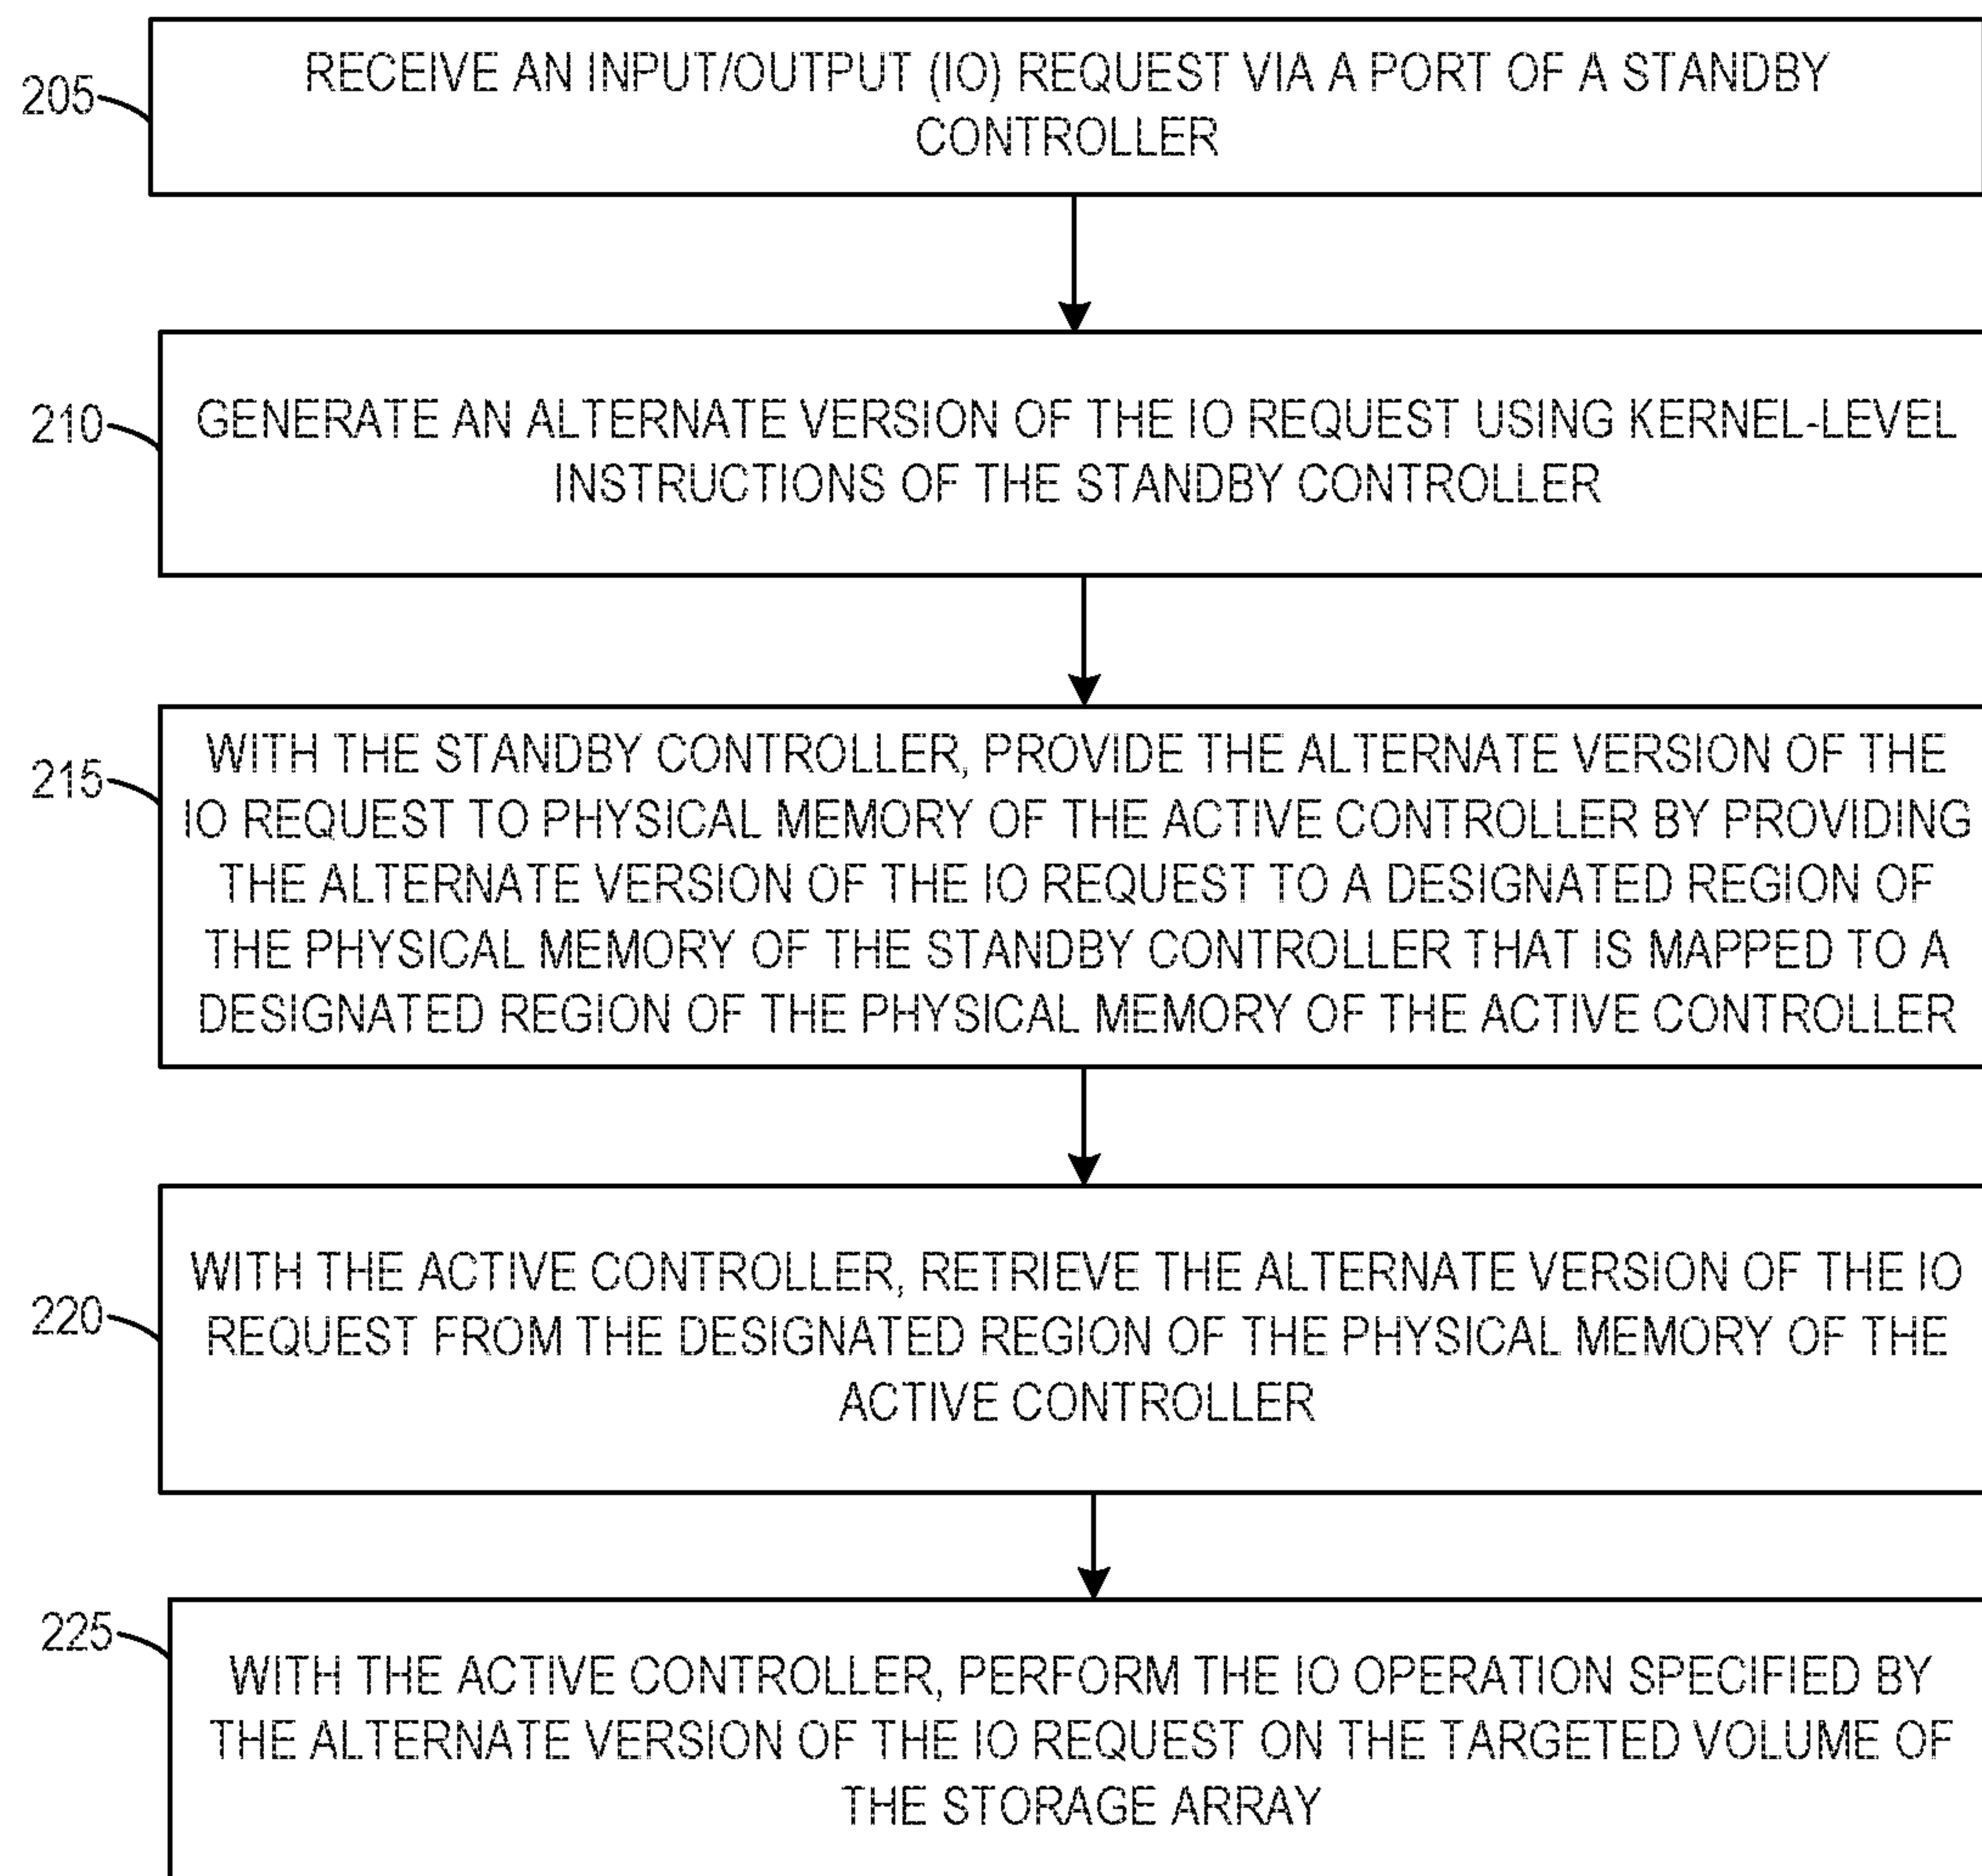 205
RECEIVE AN INPUT/OUTPUT (IO) REQUEST VIA A PORT OF A STANDBY
CONTROLLER
210
GENERATE AN ALTERNATE VERSION OF THE IO REQUEST USING KERNEL-LEVEL
INSTRUCTIONS OF THE STANDBY CONTROLLER
215
WITH THE STANDBY CONTROLLER, PROVIDE THE ALTERNATE VERSION OF THE
IO REQUEST TO PHYSICAL MEMORY OF THE ACTIVE CONTROLLER BY PROVIDING
THE ALTERNATE VERSION OF THE IO REQUEST TO A DESIGNATED REGION OF
THE PHYSICAL MEMORY OF THE STANDBY CONTROLLER THAT IS MAPPED TO A
DESIGNATED REGION OF THE PHYSICAL MEMORY OF THE ACTIVE CONTROLLER
220
WITH THE ACTIVE CONTROLLER, RETRIEVE THE ALTERNATE VERSION OF THE IO
REQUEST FROM THE DESIGNATED REGION OF THE PHYSICAL MEMORY OF THE
ACTIVE CONTROLLER
225
WITH THE ACTIVE CONTROLLER, PERFORM THE IO OPERATION SPECIFIED BY
THE ALTERNATE VERSION OF THE IO REQUEST ON THE TARGETED VOLUME OF
THE STORAGE ARRAY